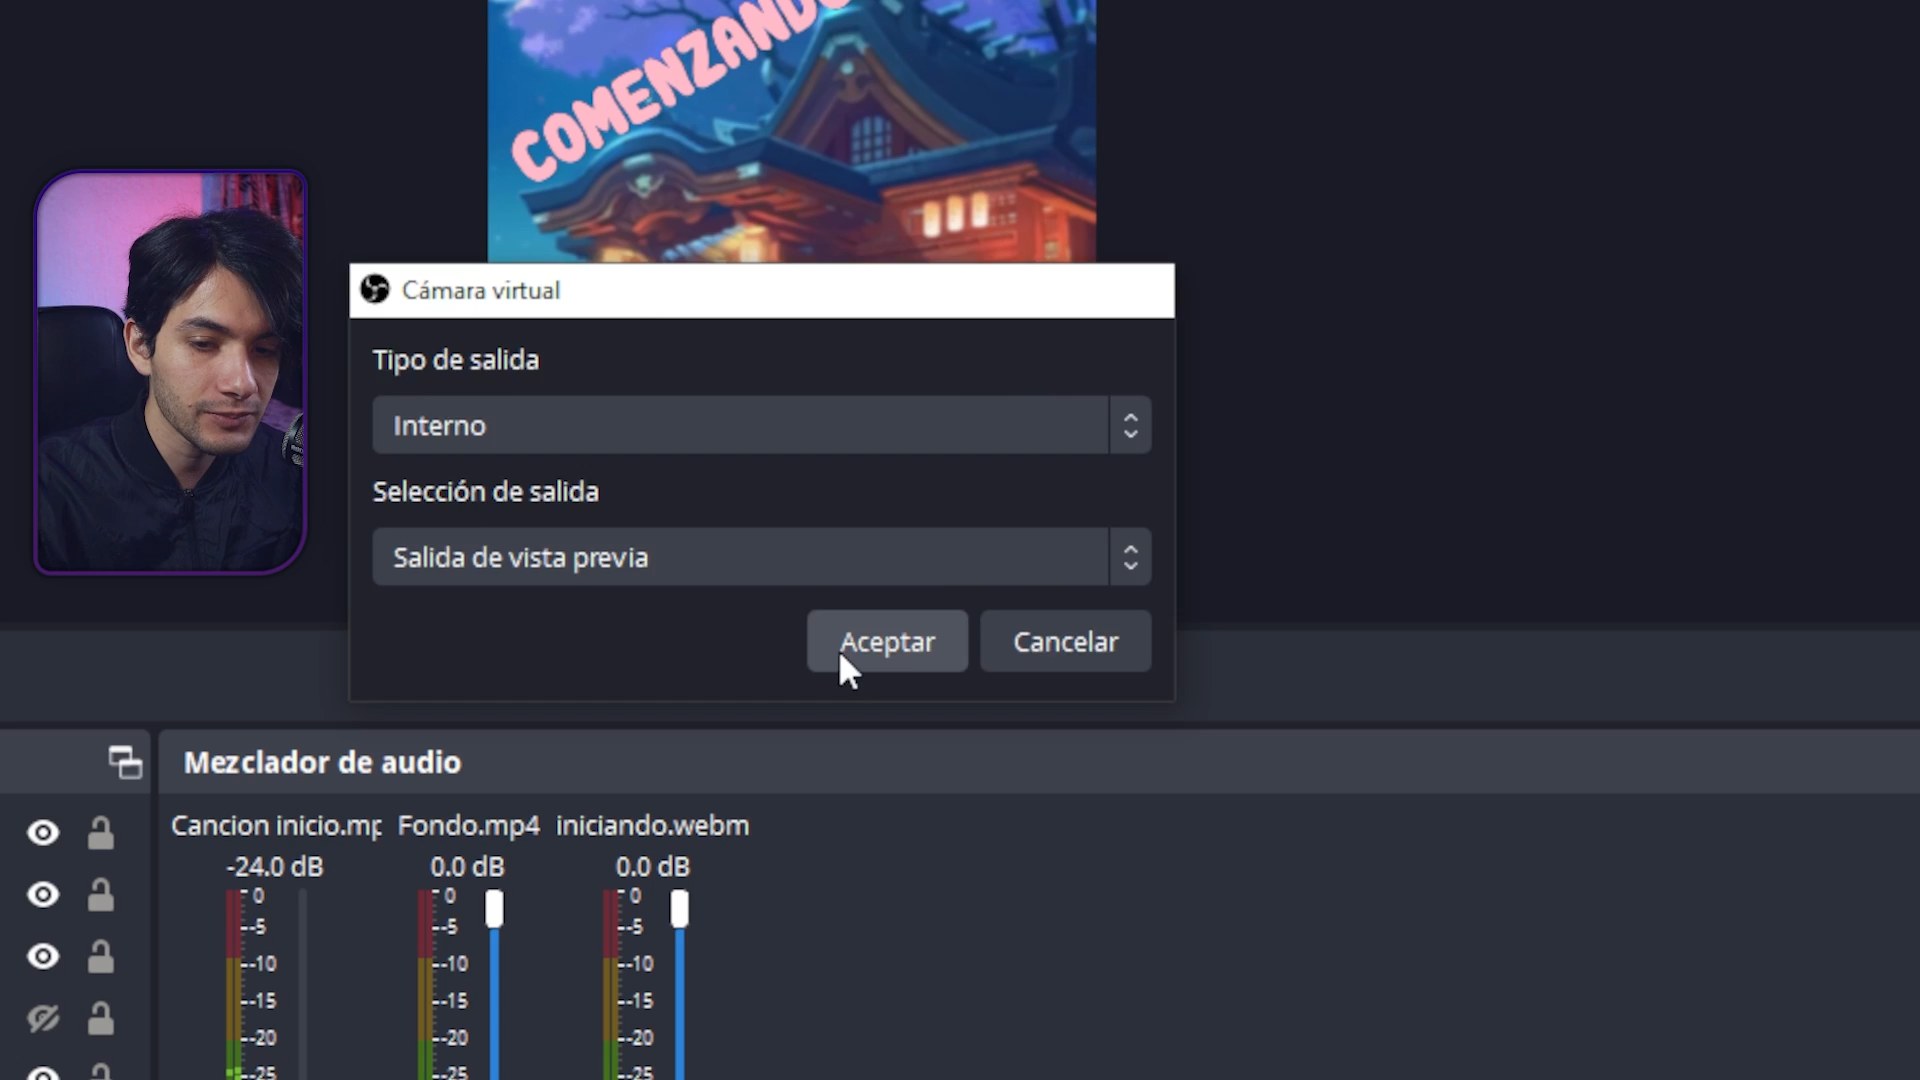 COMENZANDO
Cámara virtual
Tipo de salida
Interno
Selección de salida
Salida de vista previa
Aceptar Cancelar
Mezclador de audio
Cancion inicio.mp Fondo.mp4 iniciando.webm
-24.0 dB 0.0 dB 0.0 dB
0 0 0
-5 -5 -5
-10 -10 -10
-15 -15 -15
-20 -20 -20
-25 -25 -25